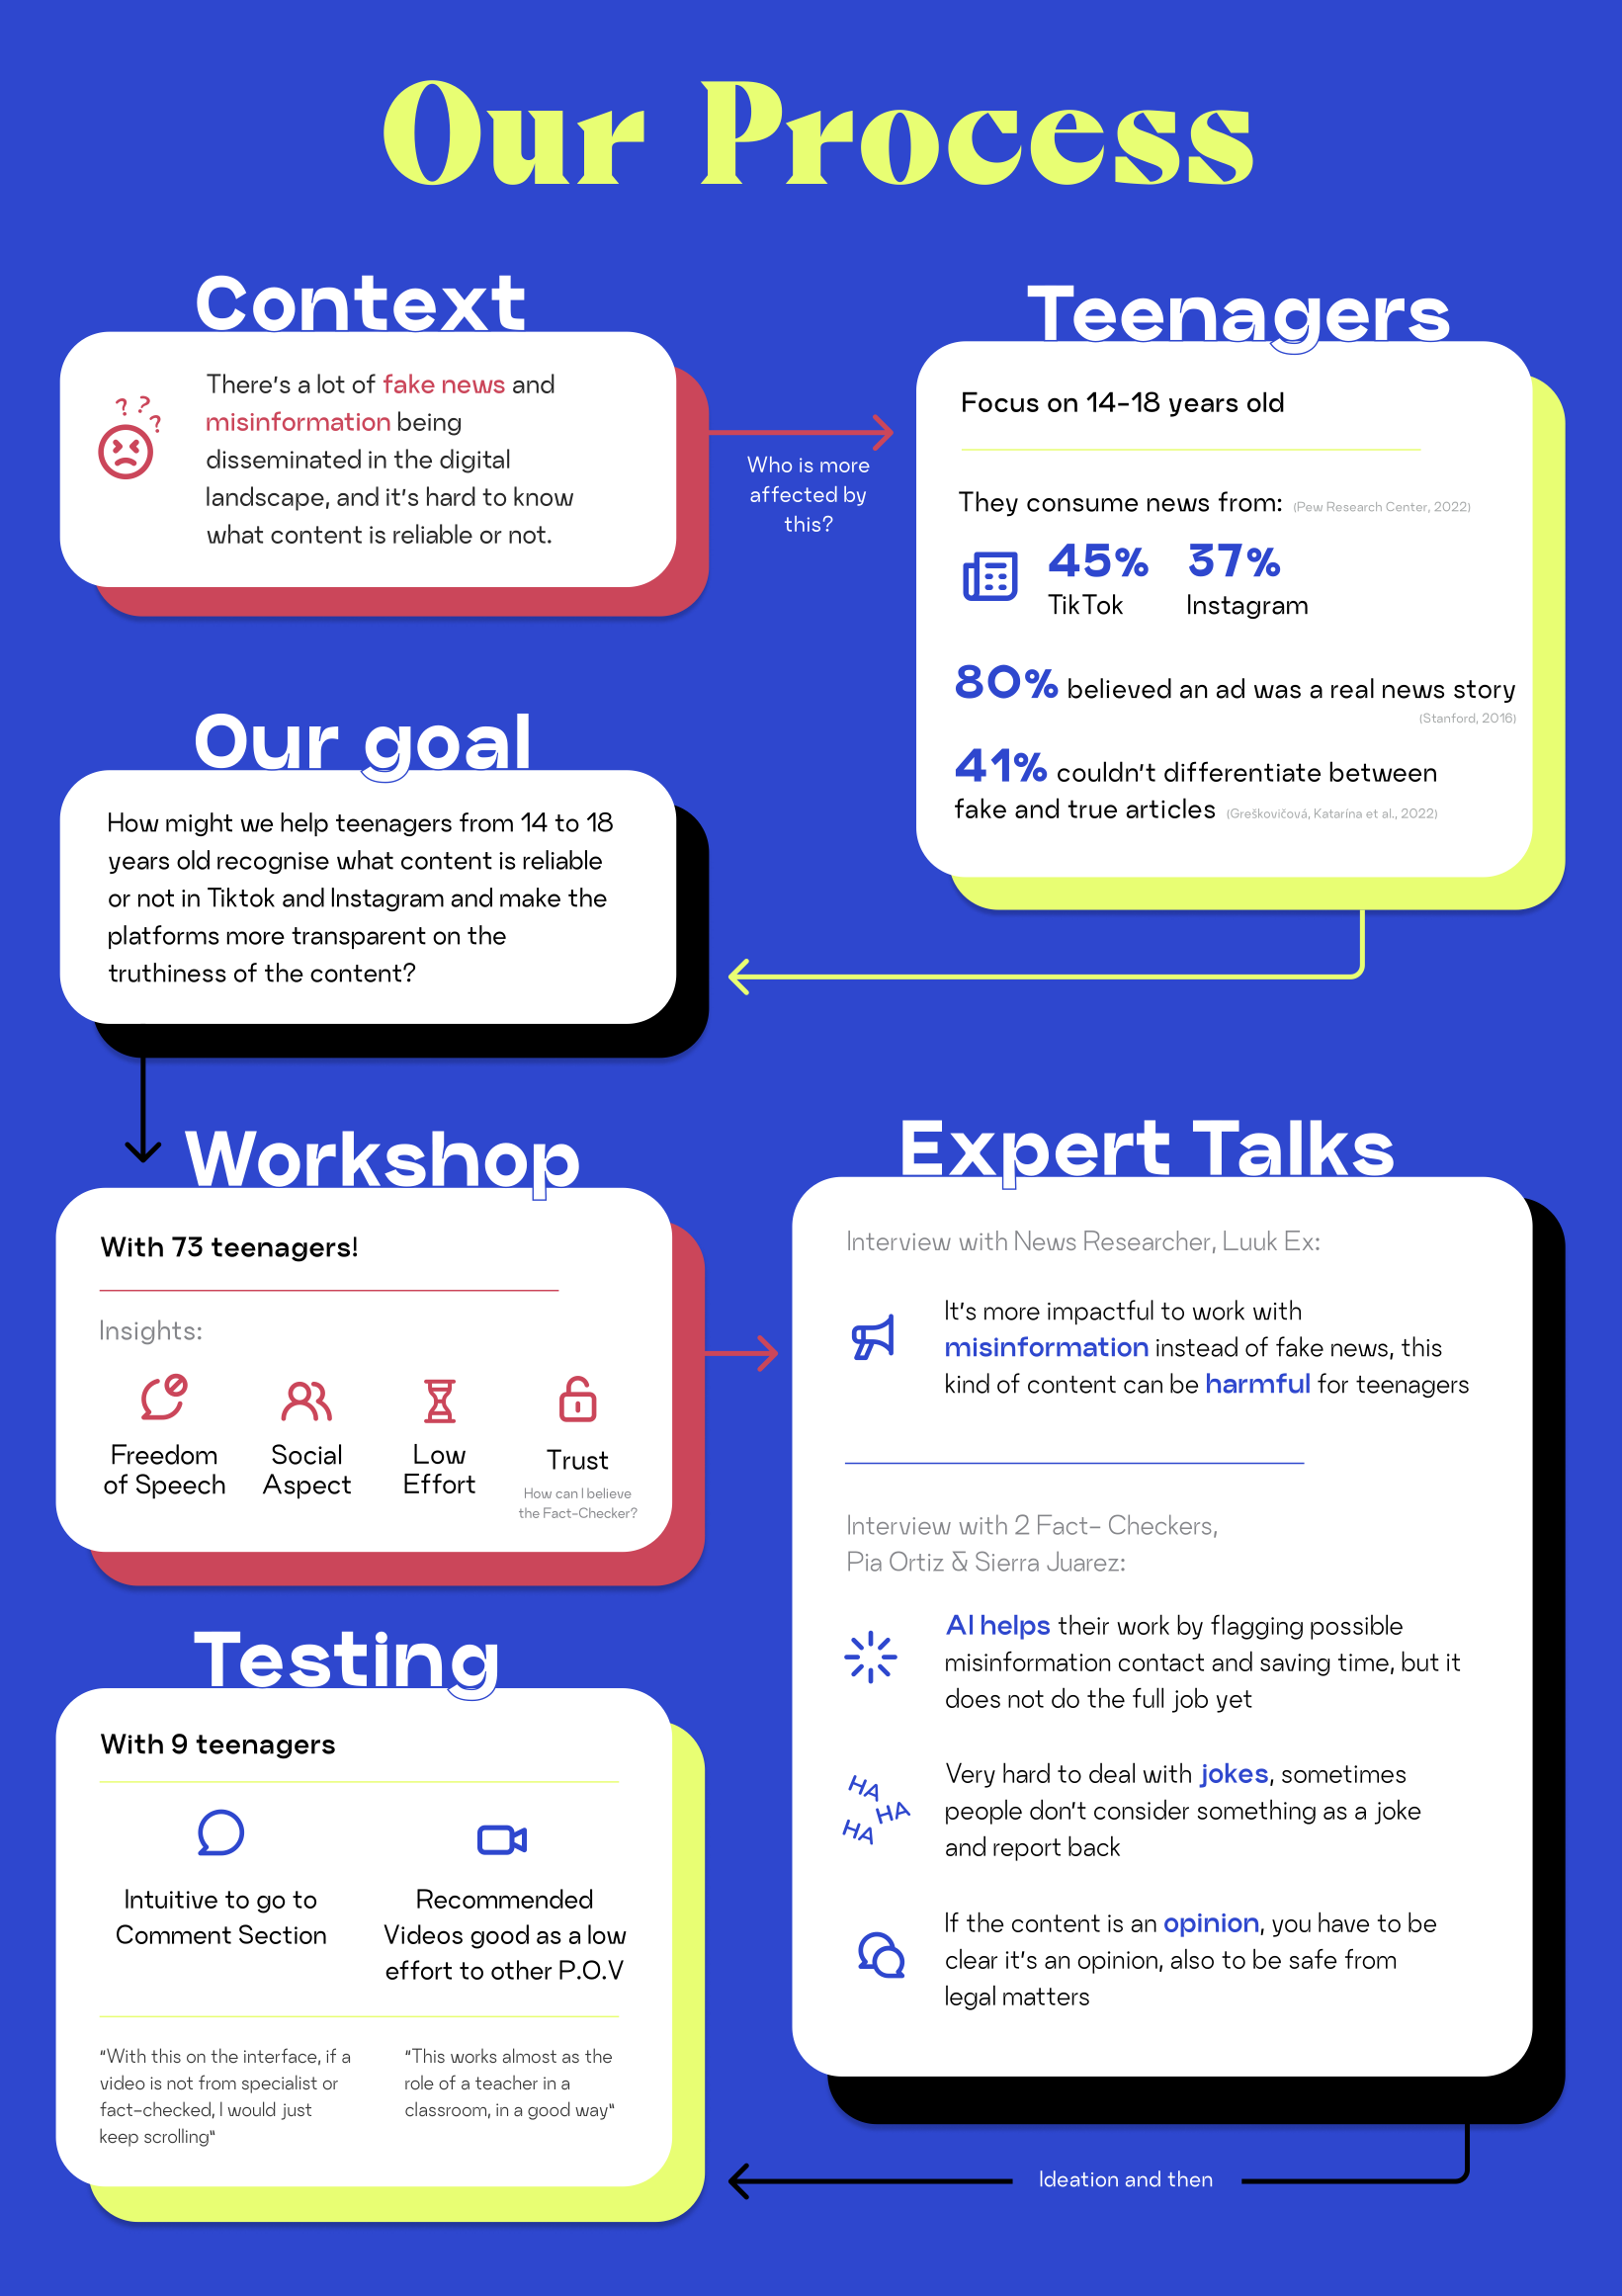 Our Process
Context
There's a lot of fake news and
misinformation being
disseminated in the digital
landscape, and it's hard to know
what content is reliable or not.
? ? ?
Who is more
affected by
this?
Teenagers
Focus on 14-18 years old
They consume news from: (Pew Research Center, 2022)
45% 37%
TikTok Instagram
80% believed an ad was a real news story
(Stanford, 2016)
41% couldn't differentiate between
fake and true articles (Greškovičová, Katarína et al., 2022)
Our goal
How might we help teenagers from 14 to 18
years old recognise what content is reliable
or not in Tiktok and Instagram and make the
platforms more transparent on the
truthiness of the content?
Workshop
With 73 teenagers!
Insights:
Freedom
of Speech
Social
Aspect
Low
Effort
Trust
How can I believe
the Fact-Checker?
Expert Talks
Interview with News Researcher, Luuk Ex:
It's more impactful to work with
misinformation instead of fake news, this
kind of content can be harmful for teenagers
Interview with 2 Fact- Checkers,
Pia Ortiz & Sierra Juarez:
AI helps their work by flagging possible
misinformation contact and saving time, but it
does not do the full job yet
HA
HA
HA
Very hard to deal with jokes, sometimes
people don't consider something as a joke
and report back
If the content is an opinion, you have to be
clear it's an opinion, also to be safe from
legal matters
Ideation and then
Testing
With 9 teenagers
Intuitive to go to
Comment Section
Recommended
Videos good as a low
effort to other P.O.V
"With this on the interface, if a
video is not from specialist or
fact-checked, I would just
keep scrolling"
"This works almost as the
role of a teacher in a
classroom, in a good way"